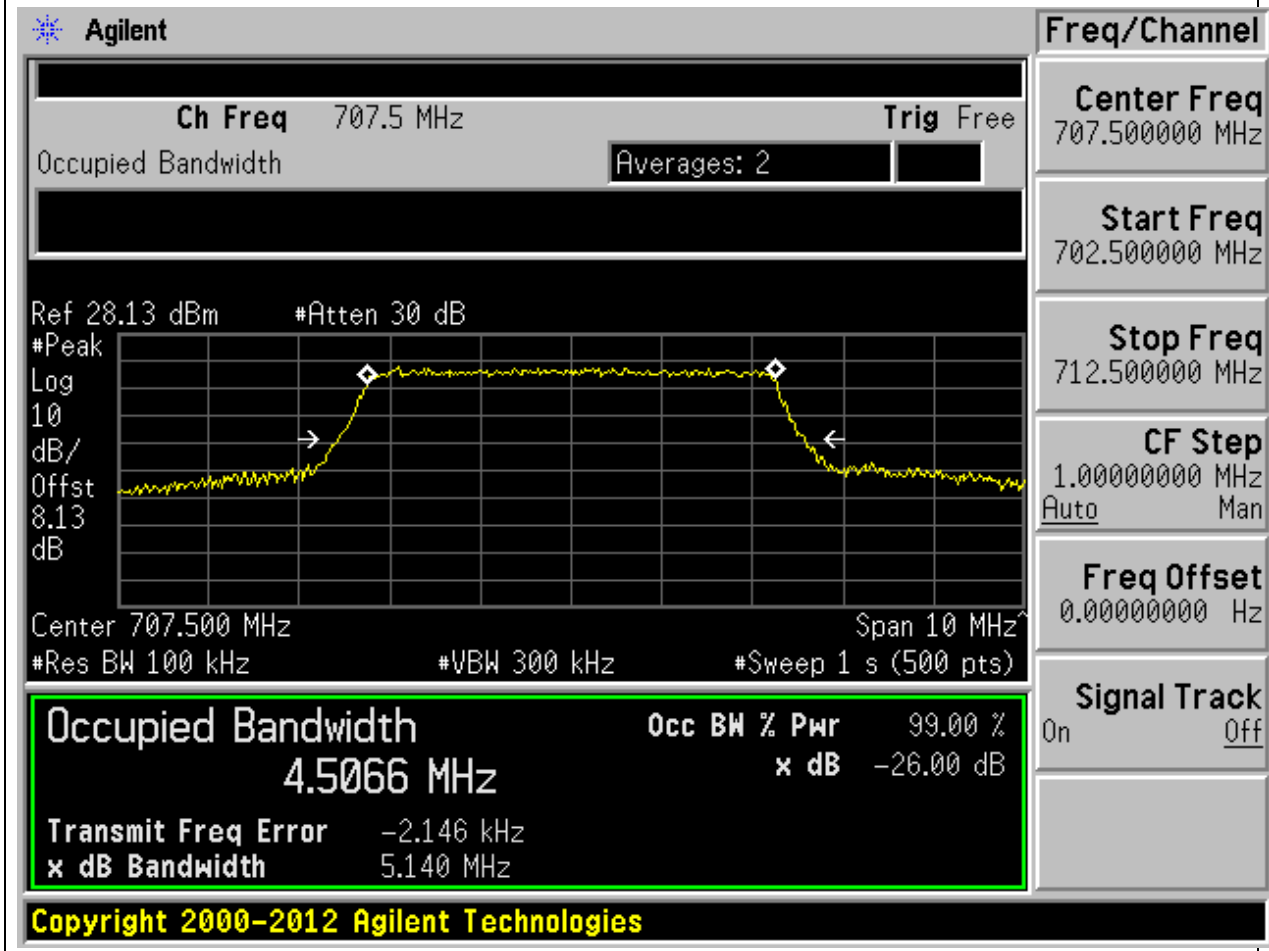 Agilent
Freq/Channel
Ch Freq 707.5 MHz Trig Free
Occupied Bandwidth Averages: 2
Center Freq
707.500000 MHz
Start Freq
702.500000 MHz
Stop Freq
712.500000 MHz
CF Step
1.00000000 MHz
Auto Man
Freq Offset
0.00000000 Hz
Signal Track
On Off
Ref 28.13 dBm #Atten 30 dB
#Peak
Log
10
dB/
Offst
8.13
dB
Center 707.500 MHz Span 10 MHz^
#Res BW 100 kHz #VBW 300 kHz #Sweep 1 s (500 pts)
Occupied Bandwidth Occ BW % Pwr 99.00 %
4.5066 MHz x dB -26.00 dB
Transmit Freq Error -2.146 kHz
x dB Bandwidth 5.140 MHz
Copyright 2000-2012 Agilent Technologies